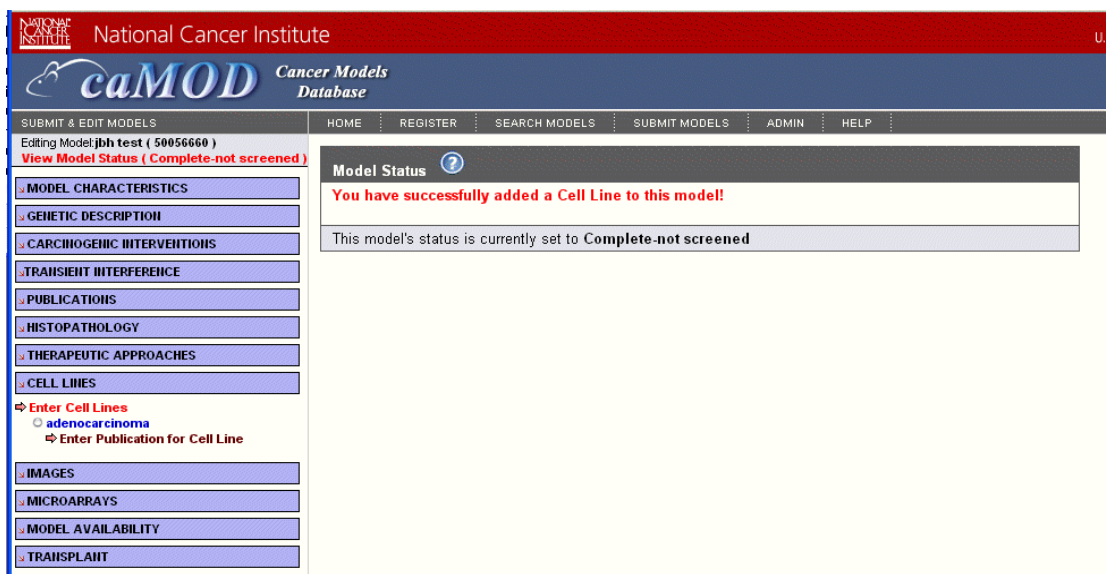 NATIONAL
CANCER
INSTITUTE
National Cancer Institute
U.
caMOD
Cancer Models
Database
SUBMIT & EDIT MODELS
HOME
REGISTER
SEARCH MODELS
SUBMIT MODELS
ADMIN
HELP
Editing Model:jbh test ( 50056660 )
View Model Status ( Complete-not screened )
MODEL CHARACTERISTICS
GENETIC DESCRIPTION
CARCINOGENIC INTERVENTIONS
TRANSIENT INTERFERENCE
PUBLICATIONS
HISTOPATHOLOGY
THERAPEUTIC APPROACHES
CELL LINES
Enter Cell Lines
adenocarcinoma
Enter Publication for Cell Line
IMAGES
MICROARRAYS
MODEL AVAILABILITY
TRANSPLANT
Model Status ?
You have successfully added a Cell Line to this model!
This model's status is currently set to Complete-not screened